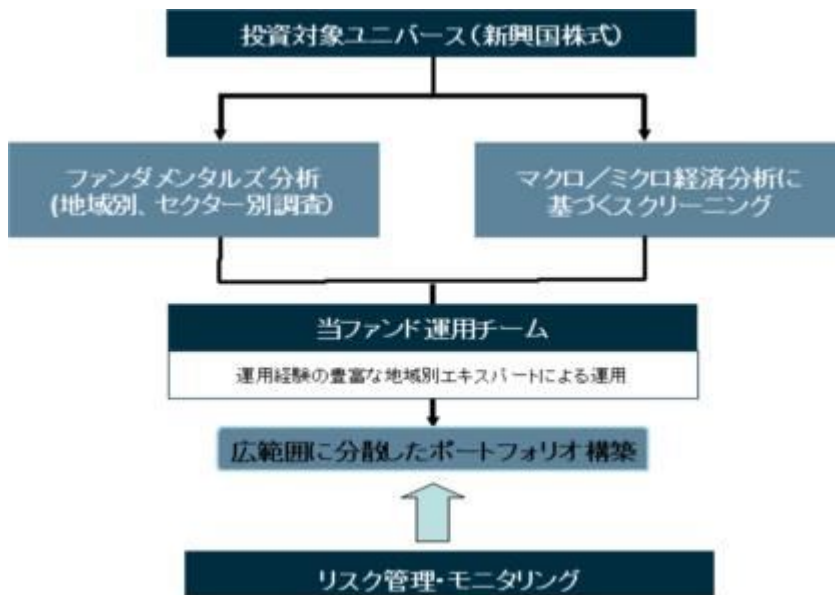 投資対象ユニバース(新興国株式)
ファンダメンタルズ分析
(地域別、セクター別調査)
マクロ／ミクロ経済分析に
基づくスクリーニング
当ファンド運用チーム
運用経験の豊富な地域別エキスパートによる運用
広範囲に分散したポートフォリオ構築
リスク管理・モニタリング